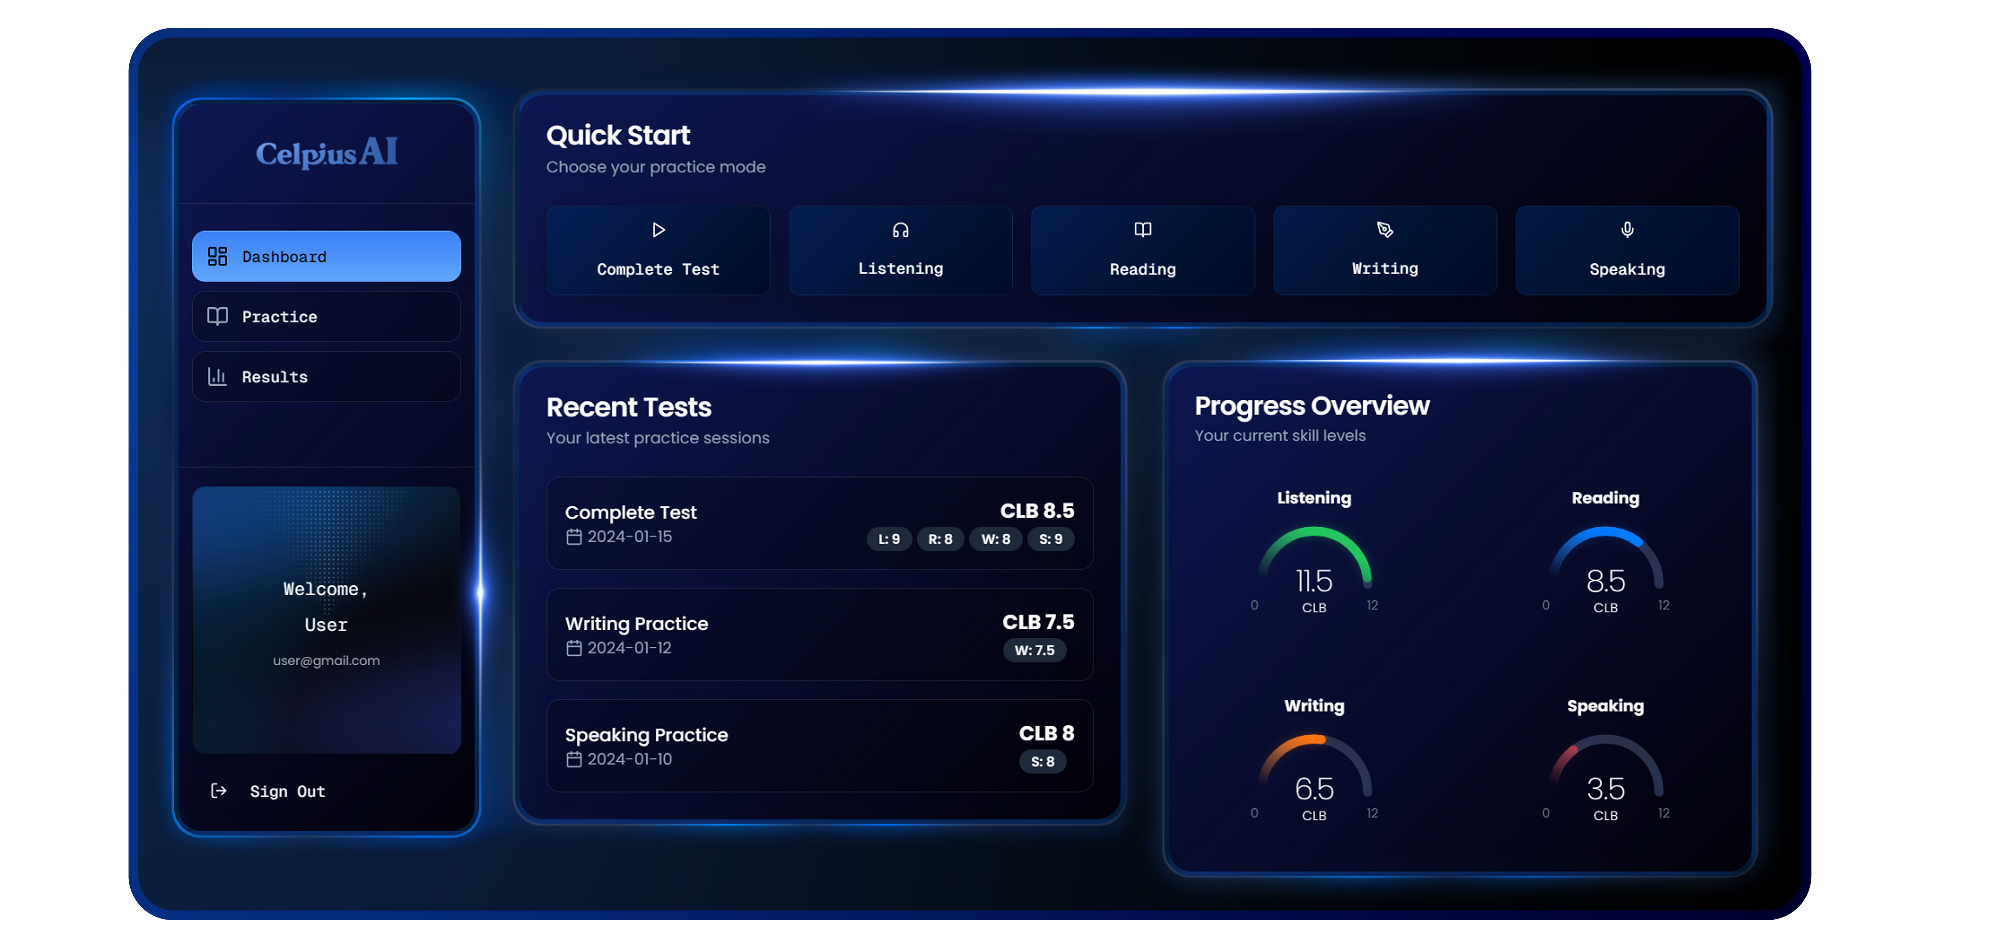 Celpius AI
Dashboard
Practice
Results
Welcome,
User
user@gmail.com
Sign Out
Quick Start
Choose your practice mode
Complete Test
Listening
Reading
Writing
Speaking
Recent Tests
Your latest practice sessions
Complete Test
CLB 8.5
2024-01-15
L: 9 R: 8 W: 8 S: 9
Writing Practice
CLB 7.5
2024-01-12
W: 7.5
Speaking Practice
CLB 8
2024-01-10
S: 8
Progress Overview
Your current skill levels
Listening
11.5
0 CLB 12
Reading
8.5
0 CLB 12
Writing
6.5
0 CLB 12
Speaking
3.5
0 CLB 12